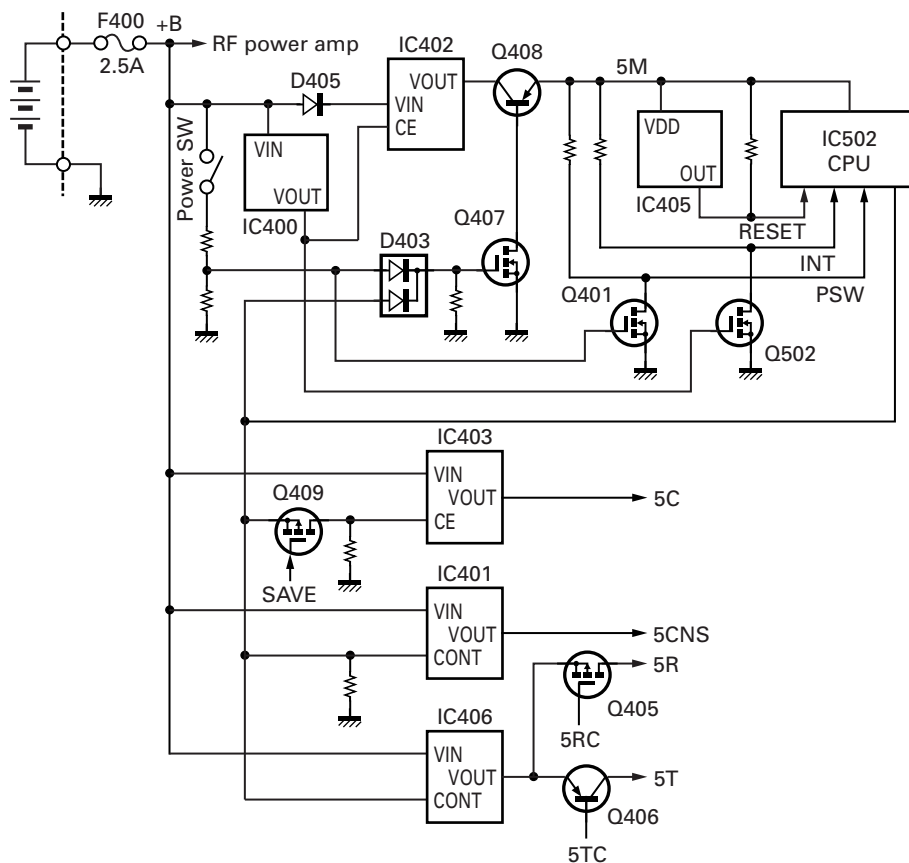 F400
+B
RF power amp
2.5A
IC402
Q408
5M
VOUT
D405
VIN
CE
VDD
OUT
IC405
IC502
CPU
Power SW
VIN
VOUT
IC400
Q407
RESET
D403
INT
Q401
PSW
Q502
IC403
VIN
VOUT
5C
Q409
CE
SAVE
IC401
VIN
VOUT
5CNS
CONT
5R
Q405
IC406
5RC
VIN
VOUT
5T
CONT
Q406
5TC